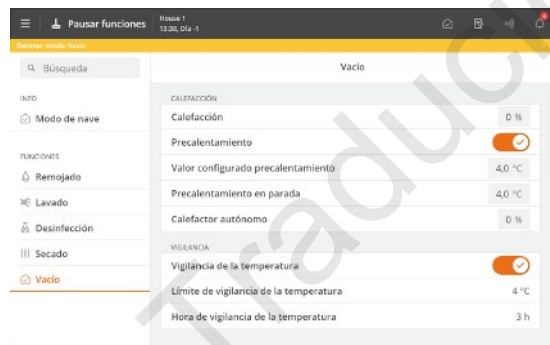 Pausar funciones
House 1
13:38, Día -1
Detener modo: Vacío
Búsqueda
Vacío
INFO
Modo de nave
FUNCIONES
Remojado
Lavado
Desinfección
Secado
Vacío
CALEFACCIÓN
Calefacción 0 %
Precalentamiento
Valor configurado precalentamiento 4,0 °C
Precalentamiento en parada 4,0 °C
Calefactor autónomo 0 %
VIGILANCIA
Vigilancia de la temperatura
Límite de vigilancia de la temperatura 4 °C
Hora de vigilancia de la temperatura 3 h
Traduc